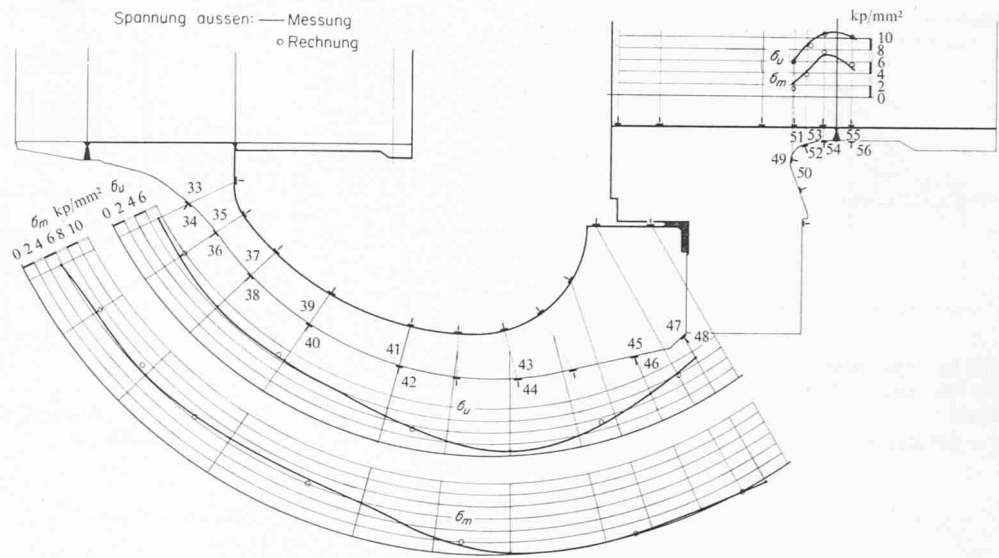 Spannung aussen: — Messung
○ Rechnung
kp/mm²
10
8
6
4
2
0
σu
σm
51 53 55
52 54 56
49
50
33
34
35
36
37
38
39
40
41
42
43
44
45
46
47
48
σm kp/mm²
0 2 4 6 8 10
σu
0 2 4 6
σu
σm